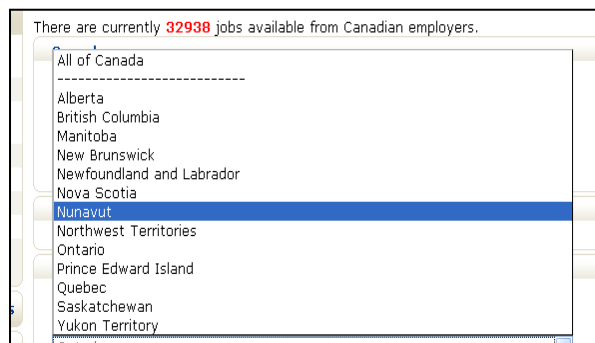 There are currently 32938 jobs available from Canadian employers.
All of Canada
---------------------------
Alberta
British Columbia
Manitoba
New Brunswick
Newfoundland and Labrador
Nova Scotia
Nunavut
Northwest Territories
Ontario
Prince Edward Island
Quebec
Saskatchewan
Yukon Territory